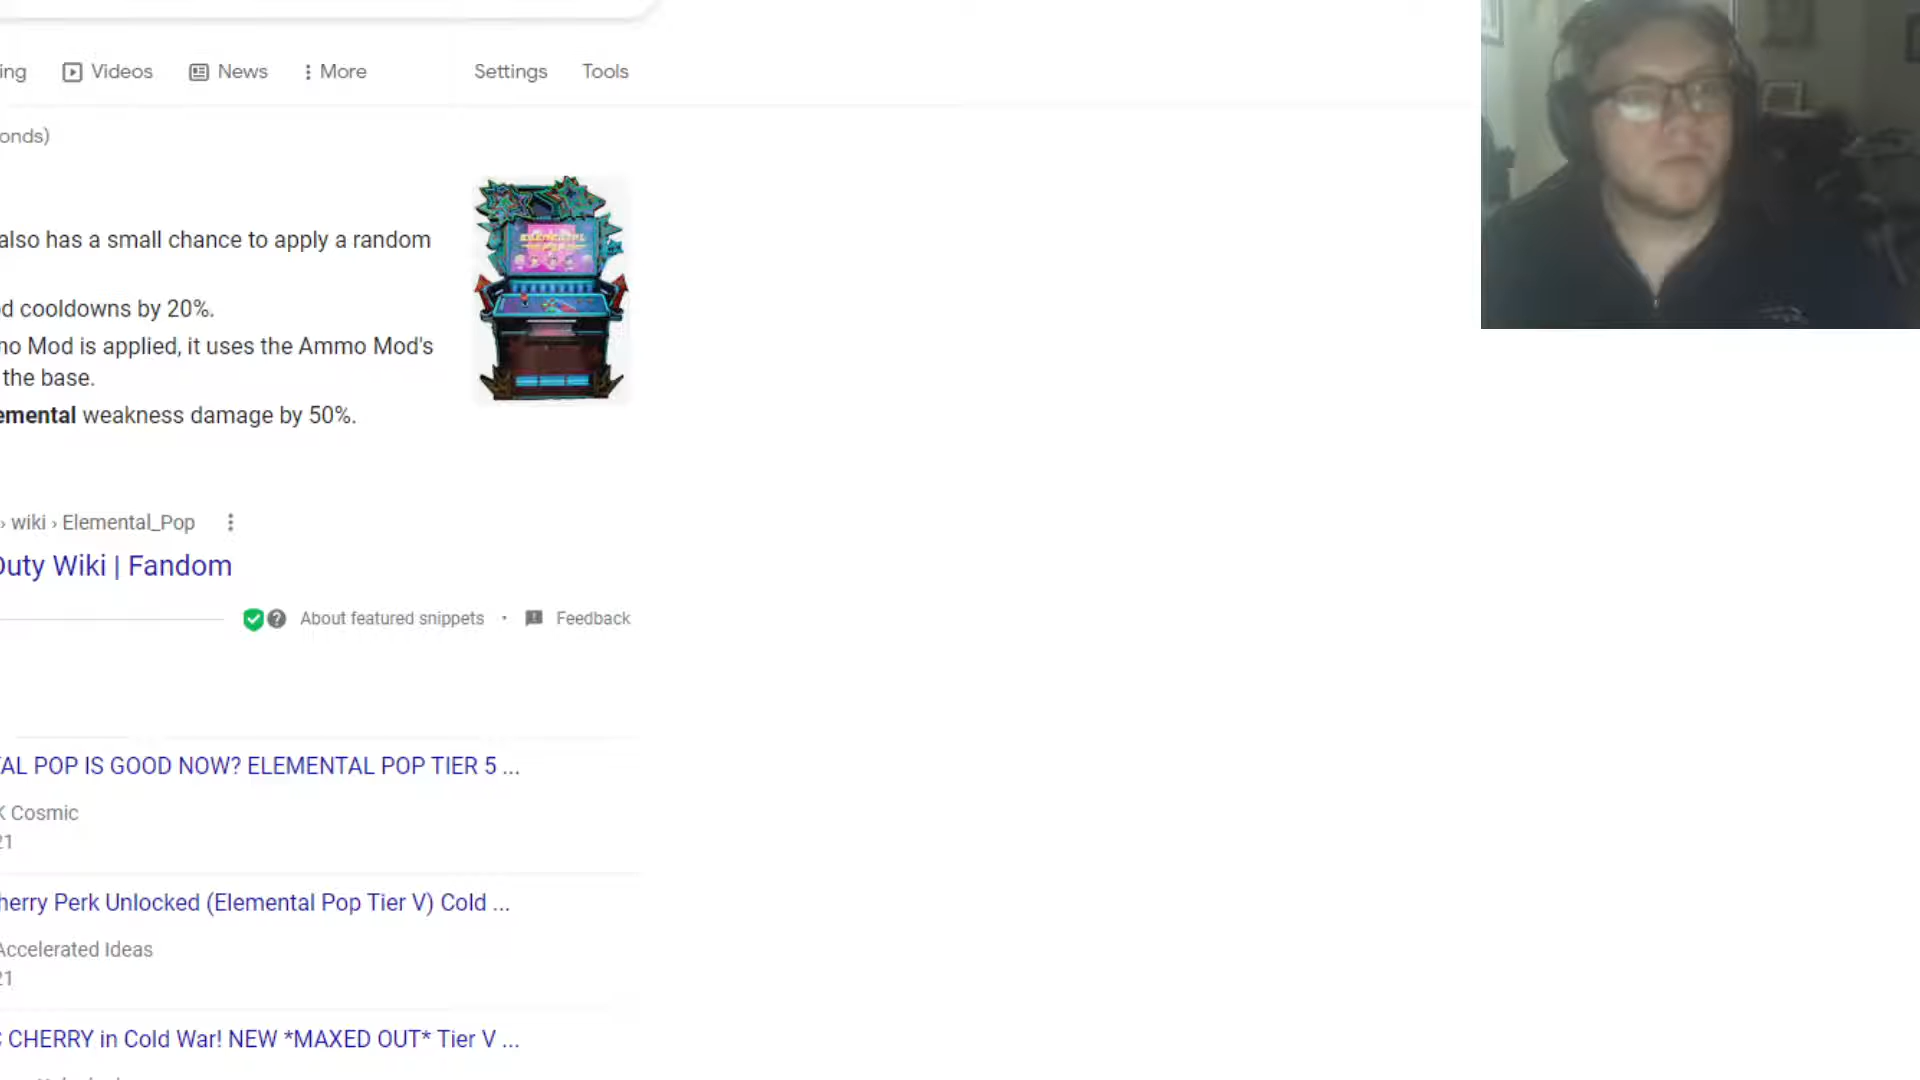 ing Videos News More Settings Tools
onds)
also has a small chance to apply a random
d cooldowns by 20%.
no Mod is applied, it uses the Ammo Mod's
the base.
emental weakness damage by 50%.
› wiki › Elemental_Pop
Duty Wiki | Fandom
About featured snippets · Feedback
AL POP IS GOOD NOW? ELEMENTAL POP TIER 5 ...
K Cosmic
21
herry Perk Unlocked (Elemental Pop Tier V) Cold ...
Accelerated Ideas
21
CHERRY in Cold War! NEW *MAXED OUT* Tier V ...